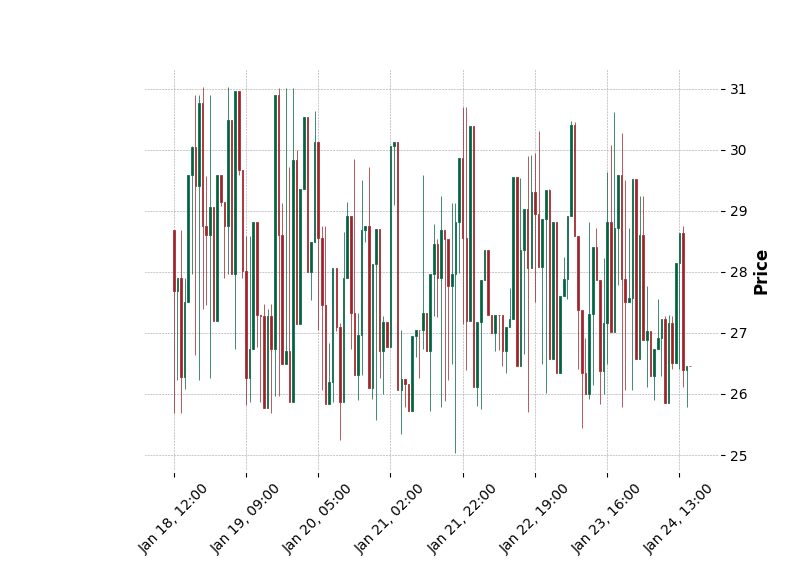 31
30
29
28
27
26
25
Price
Jan 18, 12:00
Jan 19, 09:00
Jan 20, 05:00
Jan 21, 02:00
Jan 21, 22:00
Jan 22, 19:00
Jan 23, 16:00
Jan 24, 13:00